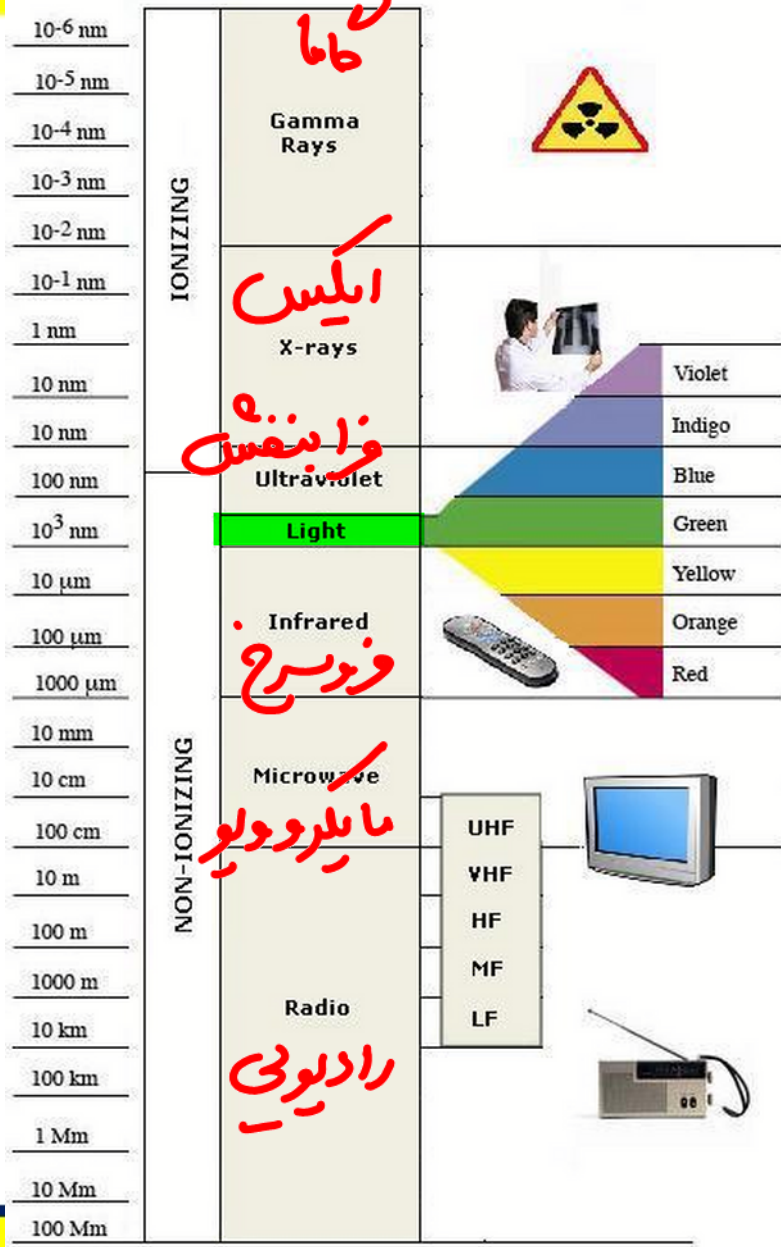 10-6 nm
10-5 nm
10-4 nm
10-3 nm
10-2 nm
10-1 nm
1 nm
10 nm
10 nm
100 nm
10³ nm
10 μm
100 μm
1000 μm
10 mm
10 cm
100 cm
10 m
100 m
1000 m
10 km
100 km
1 Mm
10 Mm
100 Mm
IONIZING
NON-IONIZING
گاما
Gamma
Rays
ایکس
X-rays
فرابنفش
Ultraviolet
Light
Infrared
فروسرخ
Microwave
مایکروویو
Radio
رادیویی
Violet
Indigo
Blue
Green
Yellow
Orange
Red
UHF
VHF
HF
MF
LF